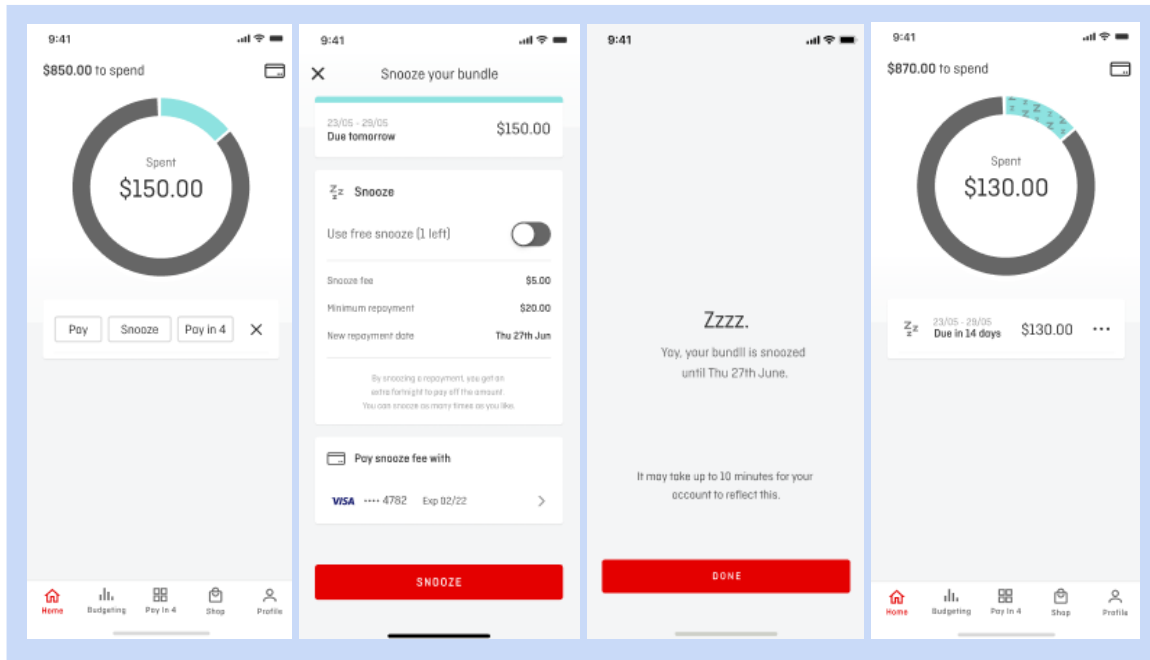 9:41
$850.00 to spend
Spent
$150.00
Pay
Snooze
Pay in 4
Home
Budgeting
Pay In 4
Shop
Profile
9:41
Snooze your bundle
23/05 - 29/05
Due tomorrow
$150.00
Zzz Snooze
Use free snooze (1 left)
Snooze fee $5.00
Minimum repayment $20.00
New repayment date Thu 27th Jun
By snoozing a repayment, you get an
extra fortnight to pay off the amount
You can snooze as many times as you like.
Pay snooze fee with
VISA •••• 4782 Exp 02/22
SNOOZE
9:41
Zzzz.
Yay, your bundll is snoozed
until Thu 27th June.
It may take up to 10 minutes for your
account to reflect this.
DONE
9:41
$870.00 to spend
z z z z z z z z
Spent
$130.00
Zzz
23/05 - 29/05
Due in 14 days
$130.00
Home
Budgeting
Pay In 4
Shop
Profile